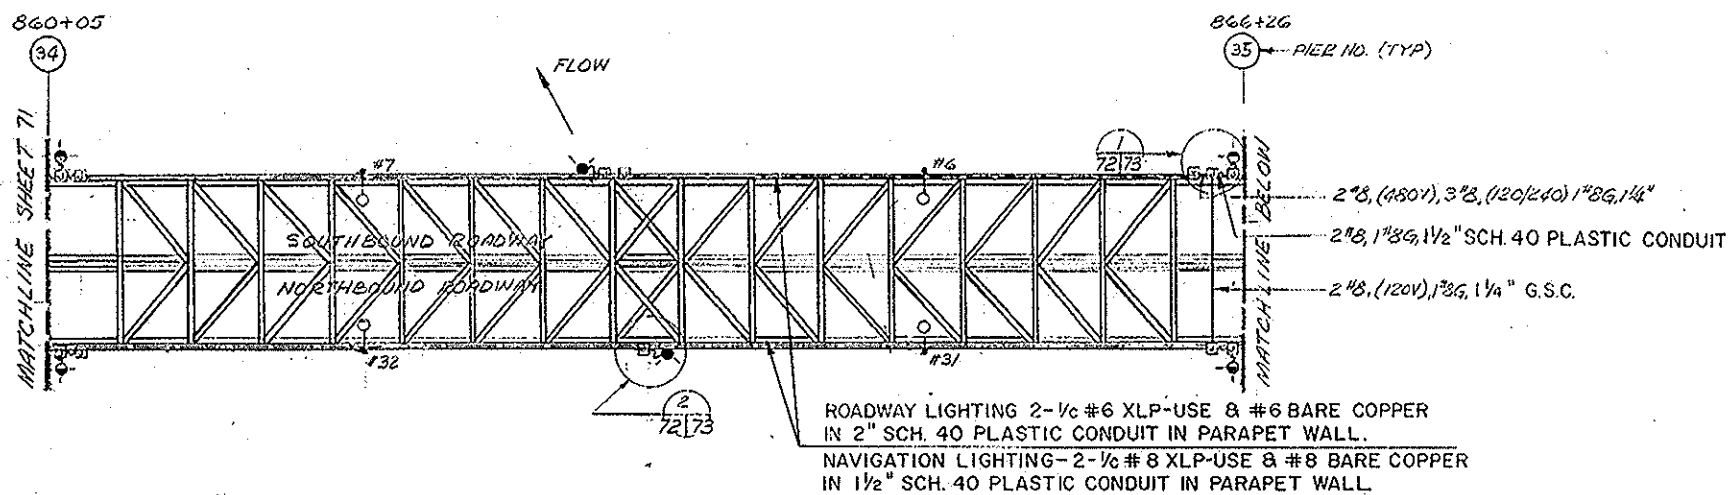 860+05
34
866+26
35
PIER NO. (TYP)
FLOW
MATCHLINE SHEET 71
MATCH LINE BELOW
#7
#6
1
72 73
2#8, (480V), 3#8, (120/240) 1#8G, 1¼"
2#8, 1#8G, 1½" SCH. 40 PLASTIC CONDUIT
2#8, (120V), 1#8G, 1¼" G.S.C.
SOUTHBOUND ROADWAY
NORTHBOUND ROADWAY
#32
#31
2
72 73
ROADWAY LIGHTING 2-1/c #6 XLP-USE & #6 BARE COPPER
IN 2" SCH. 40 PLASTIC CONDUIT IN PARAPET WALL.
NAVIGATION LIGHTING-2-1/c #8 XLP-USE & #8 BARE COPPER
IN 1½" SCH. 40 PLASTIC CONDUIT IN PARAPET WALL